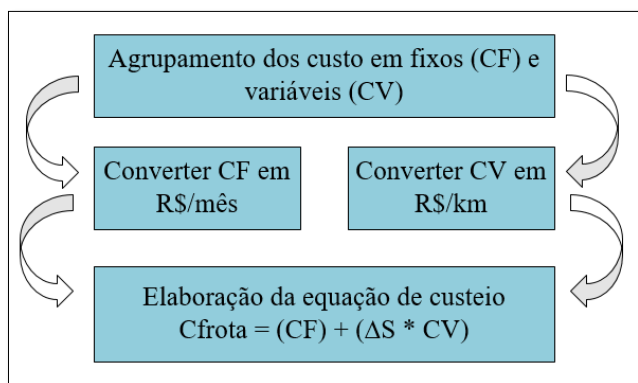 Agrupamento dos custo em fixos (CF) e
variáveis (CV)
Converter CF em
R$/mês
Converter CV em
R$/km
Elaboração da equação de custeio
Cfrota = (CF) + (ΔS * CV)